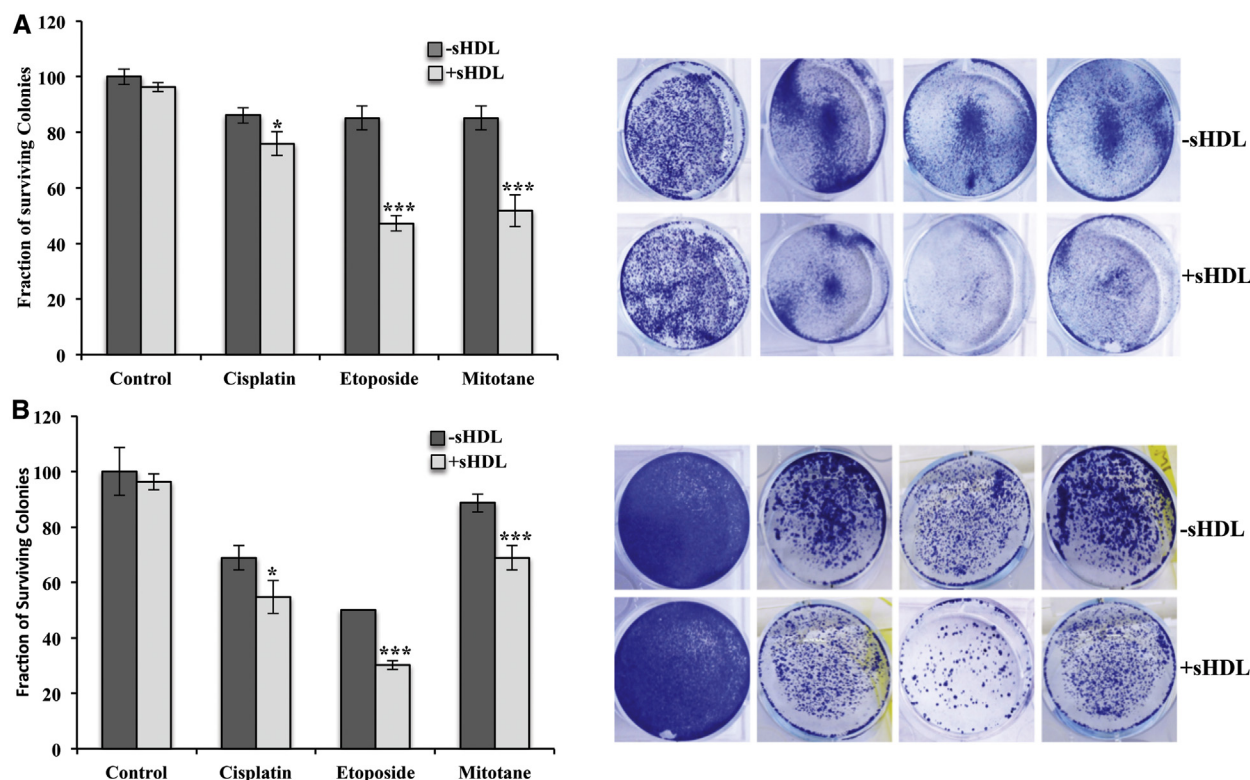 A
120
100
80
60
40
20
0
Fraction of surviving Colonies
-sHDL
+sHDL
*
***
***
Control Cisplatin Etoposide Mitotane
-sHDL
+sHDL
B
120
100
80
60
40
20
0
Fraction of Surviving Colonies
-sHDL
+sHDL
*
***
***
Control Cisplatin Etoposide Mitotane
-sHDL
+sHDL